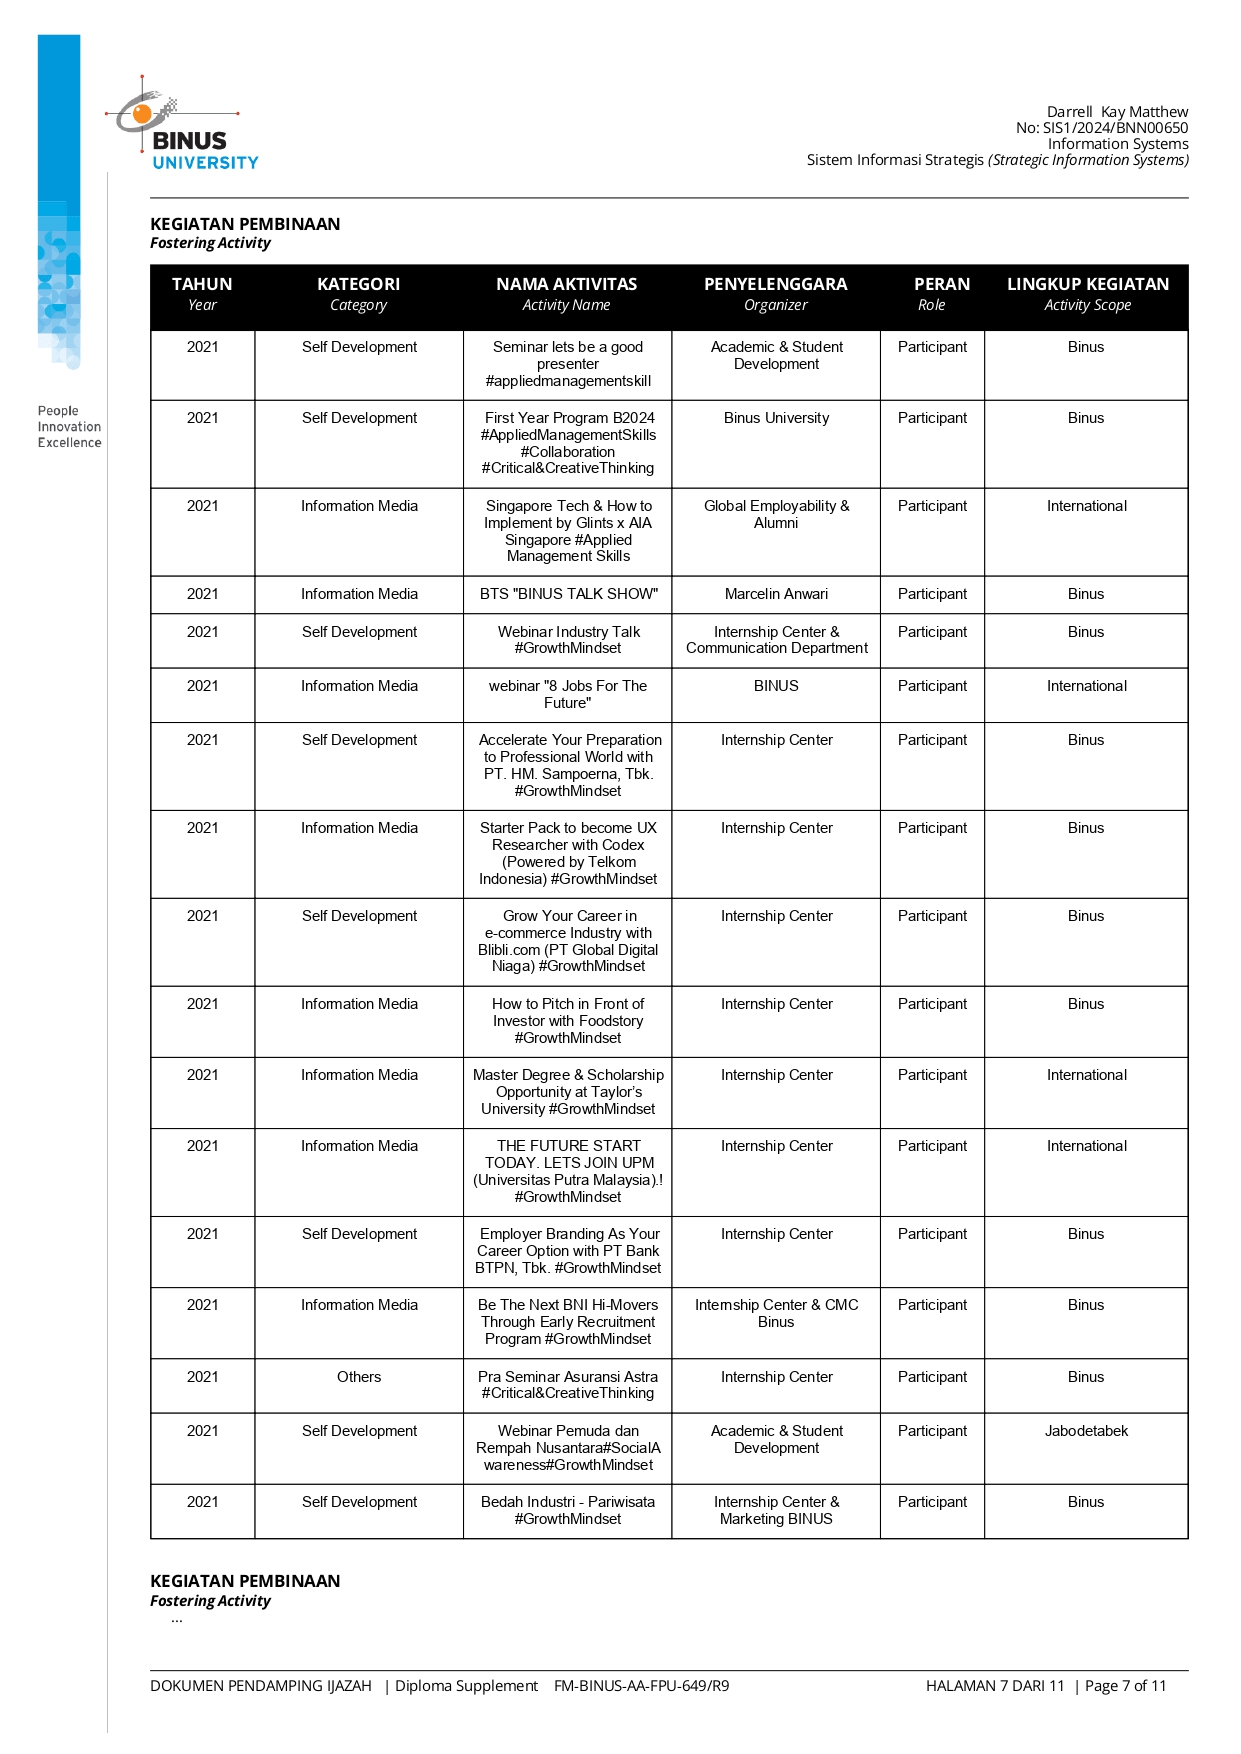 BINUS
UNIVERSITY
People
Innovation
Excellence
Darrell  Kay Matthew
No: SIS1/2024/BNN00650
Information Systems
Sistem Informasi Strategis (Strategic Information Systems)
KEGIATAN PEMBINAAN
Fostering Activity
TAHUN KATEGORI NAMA AKTIVITAS PENYELENGGARA PERAN LINGKUP KEGIATAN
Year Category Activity Name Organizer Role Activity Scope
2021 Self Development Seminar lets be a good Academic & Student Participant Binus
presenter Development
#appliedmanagementskill
2021 Self Development First Year Program B2024 Binus University Participant Binus
#AppliedManagementSkills
#Collaboration
#Critical&CreativeThinking
2021 Information Media Singapore Tech & How to Global Employability & Participant International
Implement by Glints x AIA Alumni
Singapore #Applied
Management Skills
2021 Information Media BTS "BINUS TALK SHOW" Marcelin Anwari Participant Binus
2021 Self Development Webinar Industry Talk Internship Center & Participant Binus
#GrowthMindset Communication Department
2021 Information Media webinar "8 Jobs For The BINUS Participant International
Future"
2021 Self Development Accelerate Your Preparation Internship Center Participant Binus
to Professional World with
PT. HM. Sampoerna, Tbk.
#GrowthMindset
2021 Information Media Starter Pack to become UX Internship Center Participant Binus
Researcher with Codex
(Powered by Telkom
Indonesia) #GrowthMindset
2021 Self Development Grow Your Career in Internship Center Participant Binus
e-commerce Industry with
Blibli.com (PT Global Digital
Niaga) #GrowthMindset
2021 Information Media How to Pitch in Front of Internship Center Participant Binus
Investor with Foodstory
#GrowthMindset
2021 Information Media Master Degree & Scholarship Internship Center Participant International
Opportunity at Taylor’s
University #GrowthMindset
2021 Information Media THE FUTURE START Internship Center Participant International
TODAY. LETS JOIN UPM
(Universitas Putra Malaysia).!
#GrowthMindset
2021 Self Development Employer Branding As Your Internship Center Participant Binus
Career Option with PT Bank
BTPN, Tbk. #GrowthMindset
2021 Information Media Be The Next BNI Hi-Movers Internship Center & CMC Participant Binus
Through Early Recruitment Binus
Program #GrowthMindset
2021 Others Pra Seminar Asuransi Astra Internship Center Participant Binus
#Critical&CreativeThinking
2021 Self Development Webinar Pemuda dan Academic & Student Participant Jabodetabek
Rempah Nusantara#SocialA Development
wareness#GrowthMindset
2021 Self Development Bedah Industri - Pariwisata Internship Center & Participant Binus
#GrowthMindset Marketing BINUS
KEGIATAN PEMBINAAN
Fostering Activity
...
DOKUMEN PENDAMPING IJAZAH | Diploma Supplement FM-BINUS-AA-FPU-649/R9 HALAMAN 7 DARI 11 | Page 7 of 11